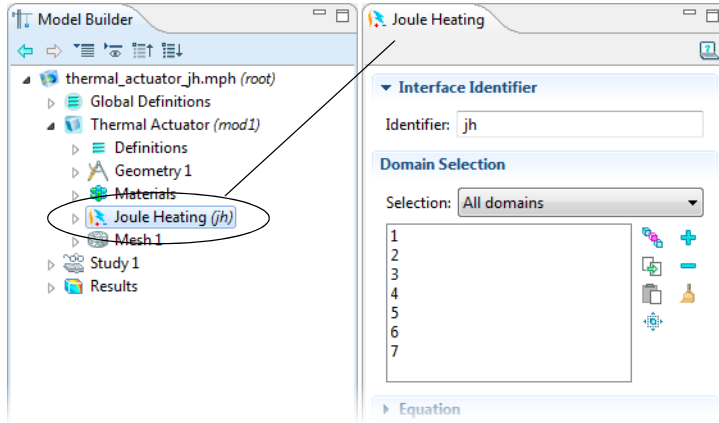 Model Builder
thermal_actuator_jh.mph (root)
Global Definitions
Thermal Actuator (mod1)
Definitions
Geometry 1
Materials
Joule Heating (jh)
Mesh 1
Study 1
Results
Joule Heating
Interface Identifier
Identifier: jh
Domain Selection
Selection: All domains
1
2
3
4
5
6
7
Equation